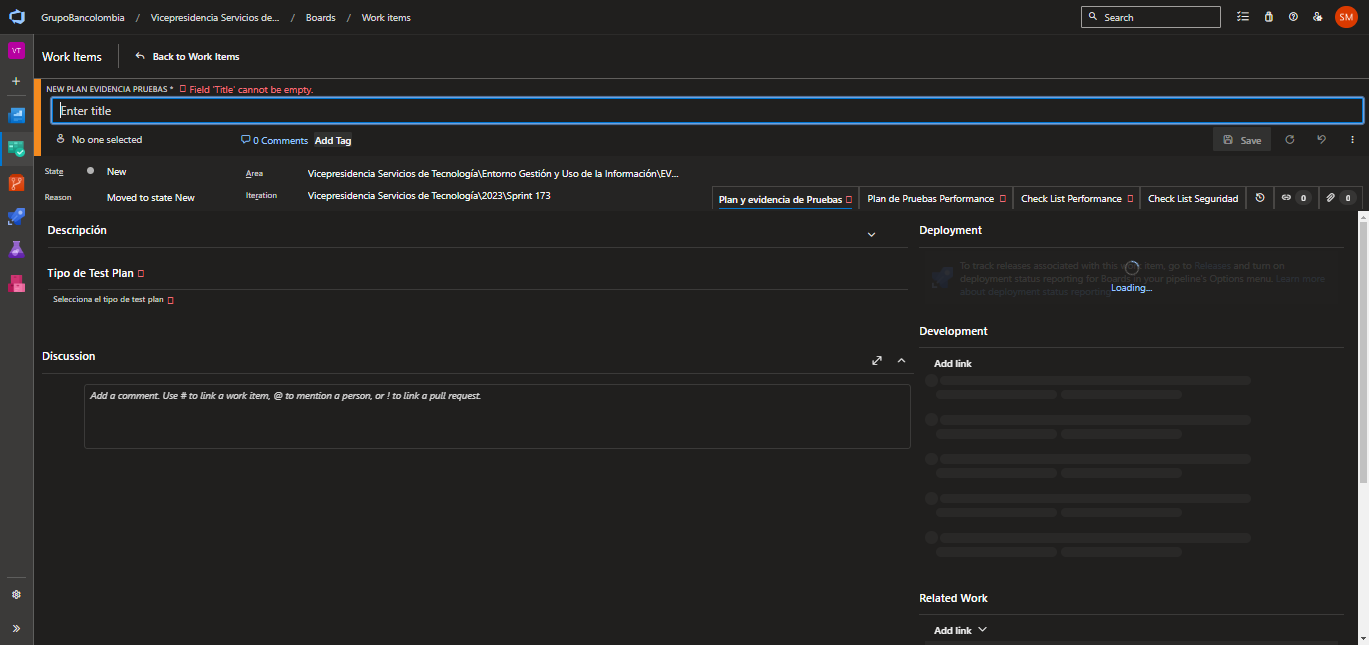 GrupoBancolombia / Vicepresidencia Servicios de... / Boards / Work items
Search
SM
VT
Work Items
Back to Work Items
NEW PLAN EVIDENCIA PRUEBAS * Field 'Title' cannot be empty.
Enter title
No one selected
0 Comments
Add Tag
Save
State
New
Area
Vicepresidencia Servicios de Tecnología\Entorno Gestión y Uso de la Información\EV...
Reason
Moved to state New
Iteration
Vicepresidencia Servicios de Tecnología\2023\Sprint 173
Plan y evidencia de Pruebas
Plan de Pruebas Performance
Check List Performance
Check List Seguridad
0
0
Descripción
Tipo de Test Plan
Selecciona el tipo de test plan
Discussion
Add a comment. Use # to link a work item, @ to mention a person, or ! to link a pull request.
Deployment
To track releases associated with this work item, go to Releases and turn on
deployment status reporting for Boards in your pipeline's Options menu. Learn more
about deployment status reporting
Loading...
Development
Add link
Related Work
Add link